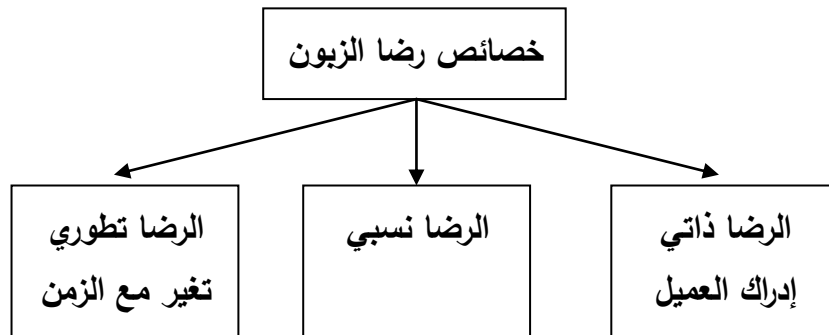 خصائص رضا الزبون
الرضا ذاتي
إدراك العميل
الرضا نسبي
الرضا تطوري
تغير مع الزمن